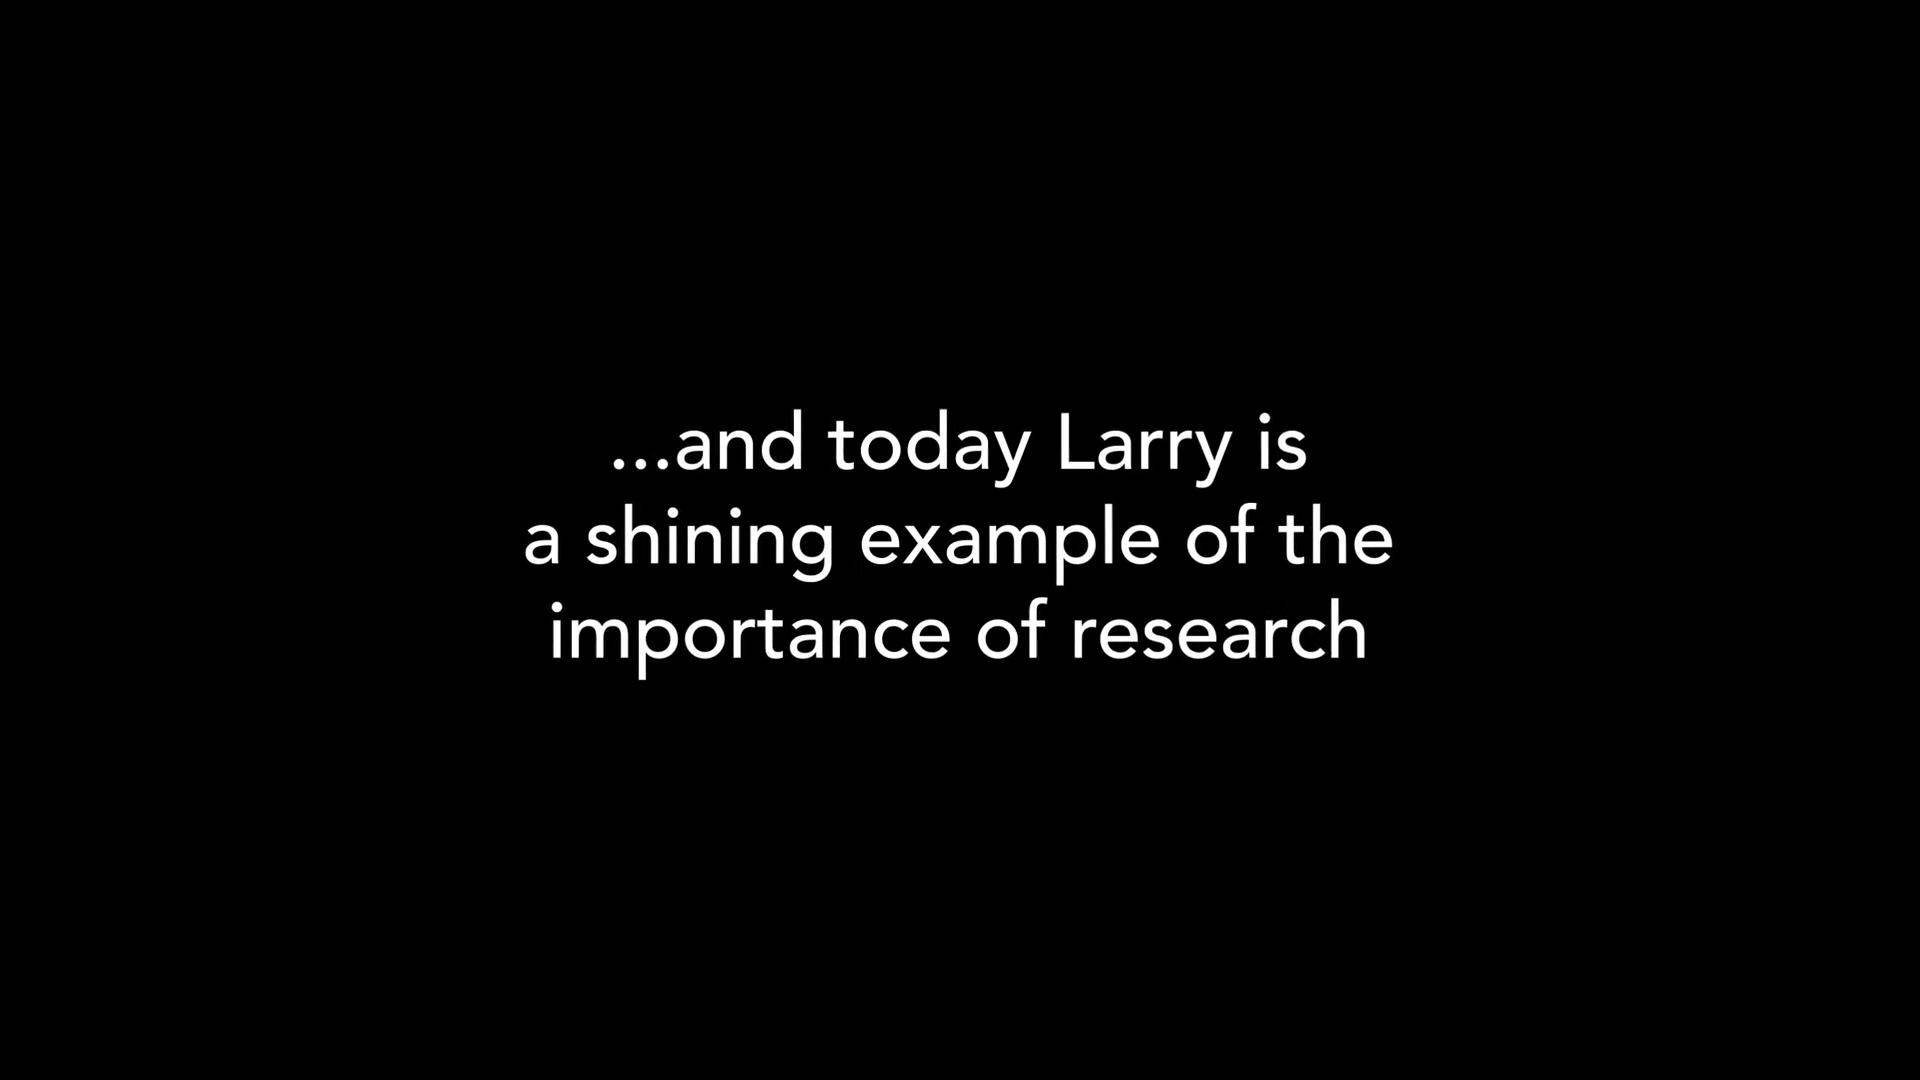 ...and today Larry is
a shining example of the
importance of research